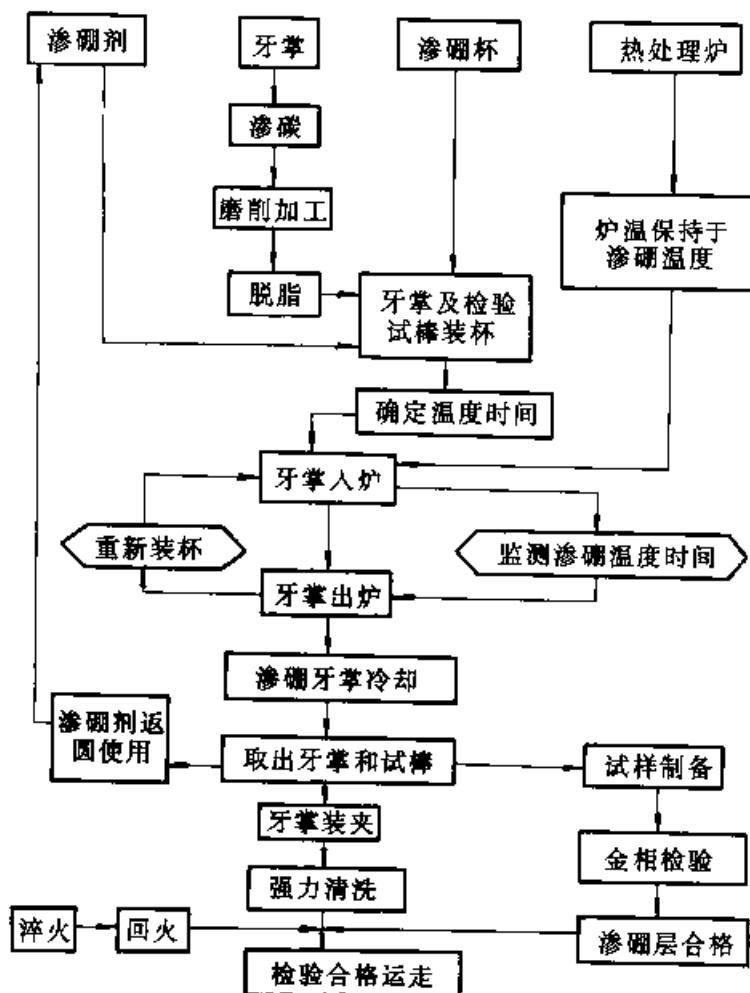 渗硼剂
牙掌
渗硼杯
热处理炉
渗碳
磨削加工
炉温保持于
渗硼温度
脱脂
牙掌及检验
试棒装杯
确定温度时间
牙掌人炉
重新装杯
监测渗硼温度时间
牙掌出炉
渗硼牙掌冷却
渗硼剂返
圆使用
取出牙掌和试棒
试样制备
牙掌装夹
金相检验
强力清洗
淬火
回火
渗硼层合格
检验合格运走